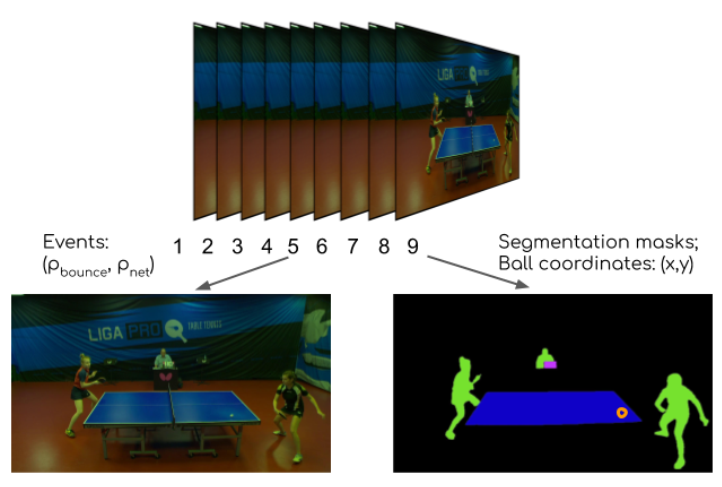 LIGA PRO
Events:
(ρbounce, ρnet)
1 2 3 4 5 6 7 8 9
Segmentation masks;
Ball coordinates: (x,y)
LIGA PRO TABLE TENNIS